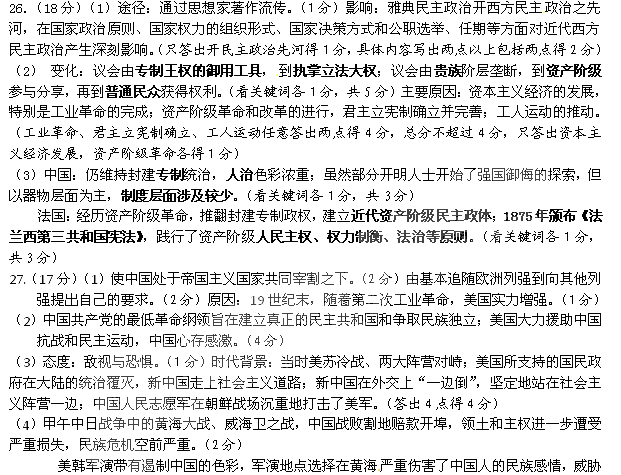 26.（18分）（1）途径：通过思想家著作流传。（1分）影响：雅典民主政治开西方民主政治之先
河，在国家政治原则、国家权力的组织形式、国家决策方式和公职选举、任期等方面对近代西方
民主政治产生深刻影响。（只答出开民主政治先河得1分，具体内容写出两点以上包括两点得2分）
（2） 变化：议会由专制王权的御用工具， 到执掌立法大权；议会由贵族阶层垄断，到资产阶级
参与分享，再到普通民众获得权利。（看关键词各1分，共5分）主要原因：资本主义经济的发展，
特别是工业革命的完成；资产阶级革命和改革的进行，君主立宪制确立并完善；工人运动的推动。
（工业革命、君主立宪制确立、工人运动任意答出两点得4分，总分不超过4分，只答出资本主
义经济发展，资产阶级革命各得1分）
（3）中国：仍维持封建专制统治，人治色彩浓重；虽然部分开明人士开始了强国御侮的探索，但
以器物层面为主，制度层面涉及较少。（看关键词各1分，共3分）
法国：经历资产阶级革命，推翻封建专制政权，建立近代资产阶级民主政体；1875年颁布《法
兰西第三共和国宪法》，践行了资产阶级人民主权、权力制衡、法治等原则。（看关键词各1分，
共3分）
27.（17分）（1）使中国处于帝国主义国家共同宰割之下。（2分）由基本追随欧洲列强到向其他列
强提出自己的要求。（2分）原因：19世纪末，随着第二次工业革命，美国实力增强。（1分）
（2）中国共产党的最低革命纲领旨在建立真正的民主共和国和争取民族独立；美国大力援助中国
抗战和民主运动，中国心存感激。（4分）
（3）态度：敌视与恐惧。（1分）时代背景：当时美苏冷战、两大阵营对峙；美国所支持的国民政
府在大陆的统治覆灭，新中国走上社会主义道路；新中国在外交上“一边倒”，坚定地站在社会主
义阵营一边；中国人民志愿军在朝鲜战场沉重地打击了美军。（答出4点得4分）
（4）甲午中日战争中的黄海大战、威海卫之战，中国战败割地赔款开埠，领土和主权进一步遭受
严重损失，民族危机空前严重。（2分）
美韩军演带有遏制中国的色彩，军演地点选择在黄海严重伤害了中国人的民族感情，威胁